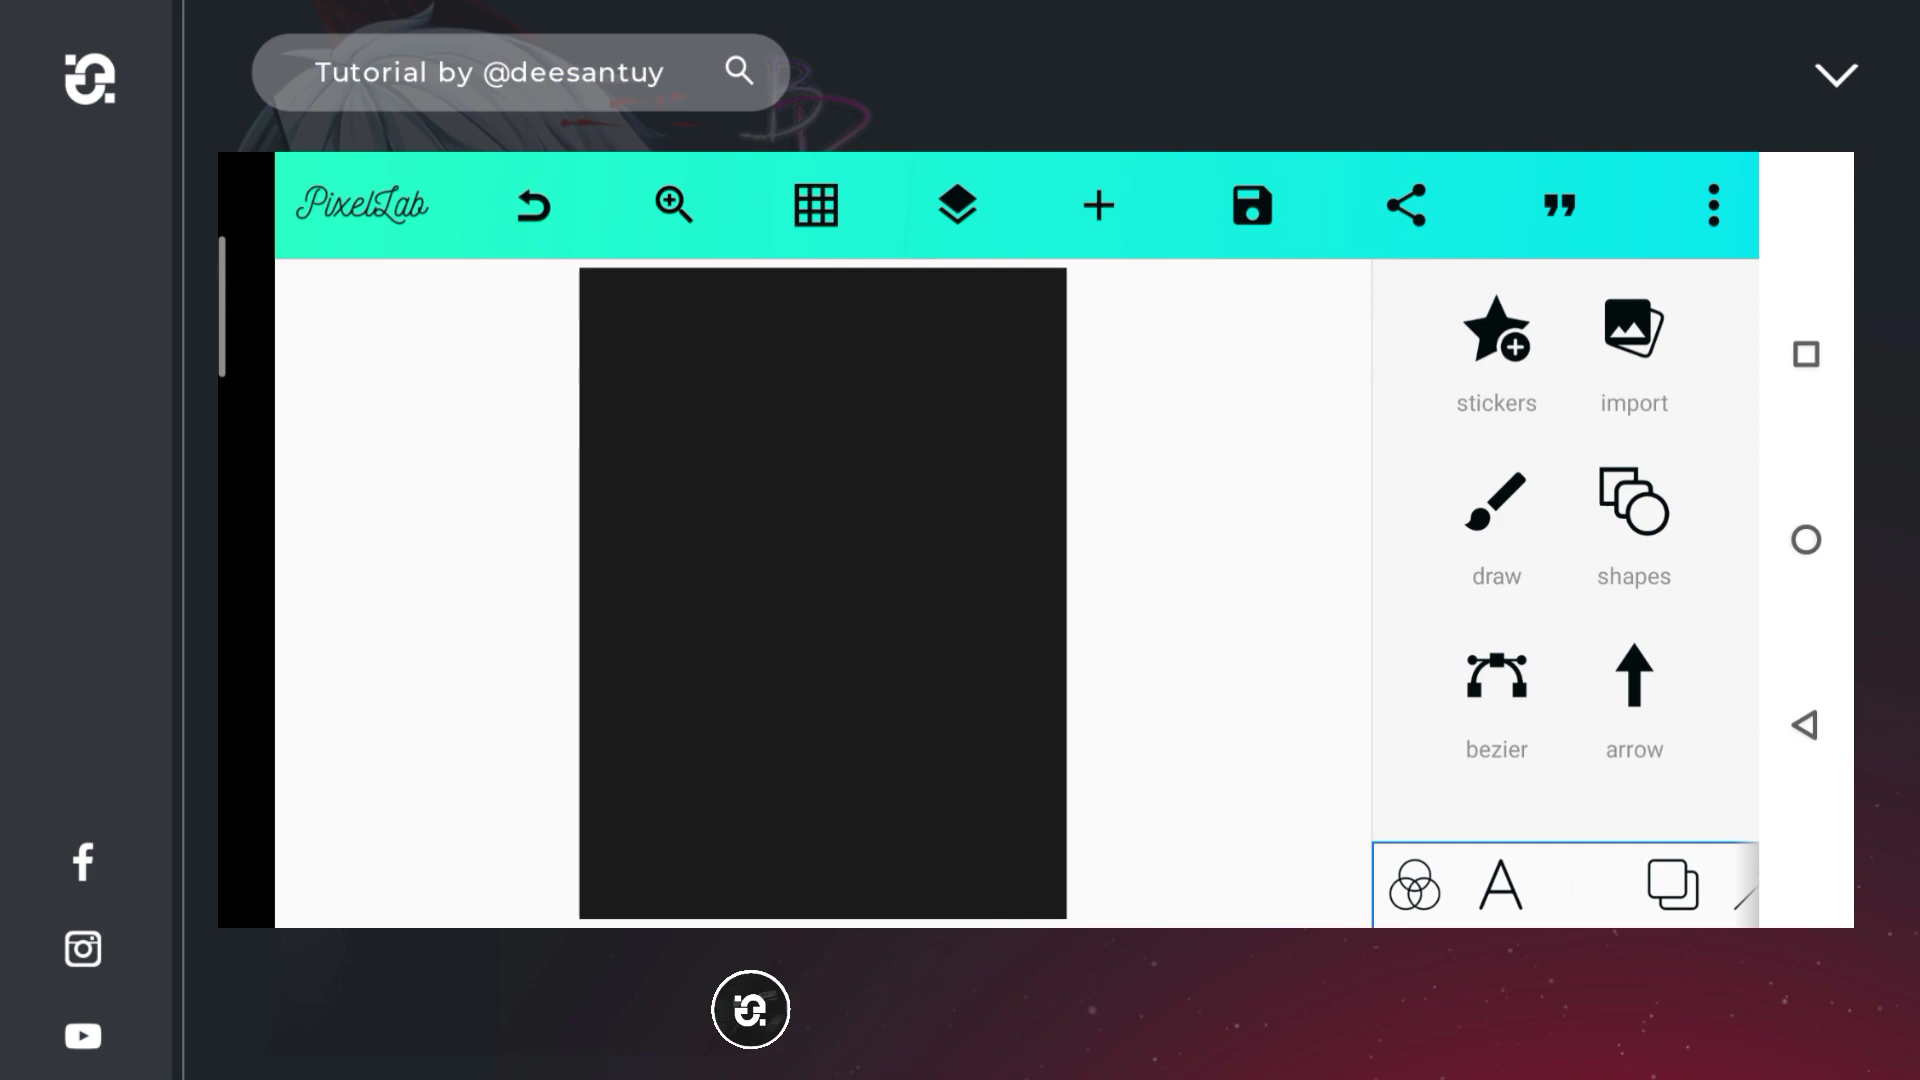 Tutorial by @deesantuy
PixelLab
stickers
import
draw
shapes
bezier
arrow